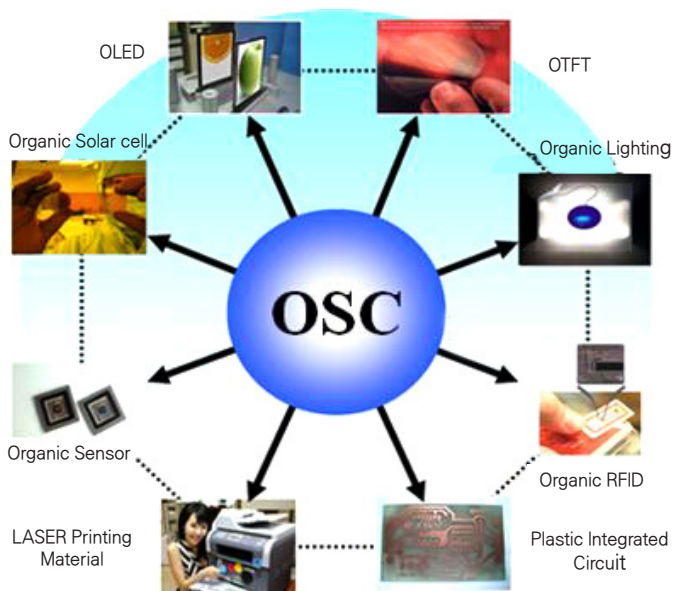 OLED
OTFT
Organic Solar cell
Organic Lighting
OSC
Organic Sensor
Organic RFID
LASER Printing
Material
Plastic Integrated
Circuit